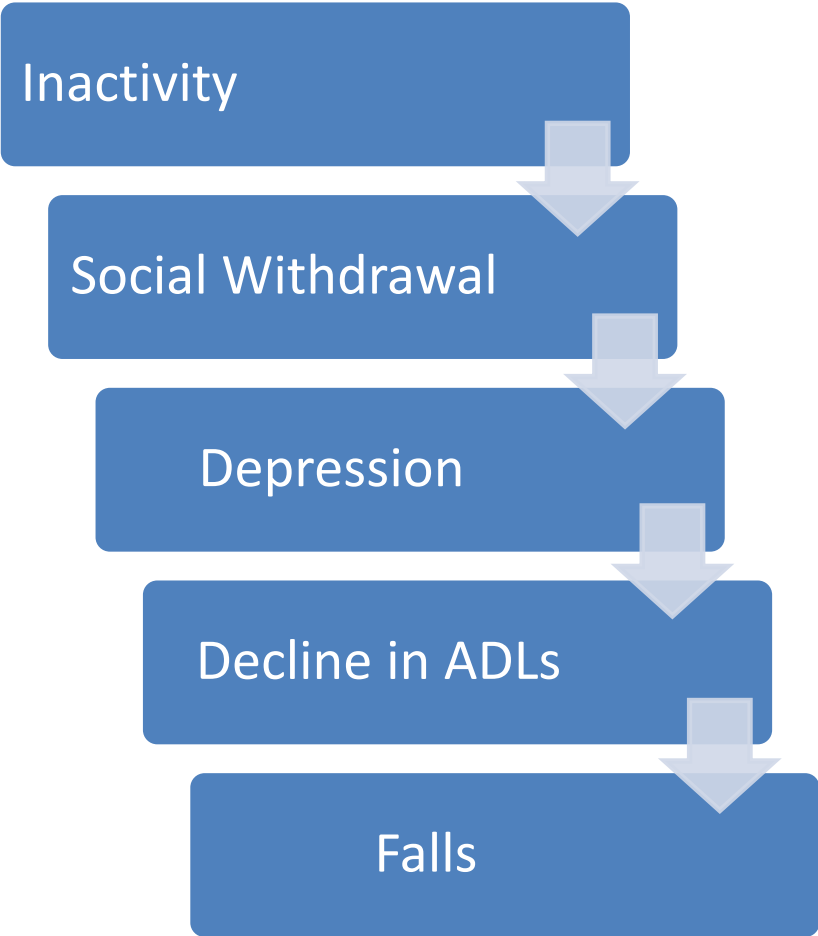 Inactivity
Social Withdrawal
Depression
Decline in ADLs
Falls